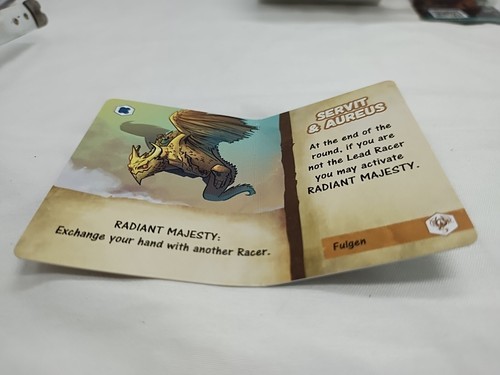 RADIANT MAJESTY:
Exchange your hand with another Racer.
SERVIT
& AUREUS
At the end of the
round, if you are
not the Lead Racer
you may activate
RADIANT MAJESTY.
Fulgen